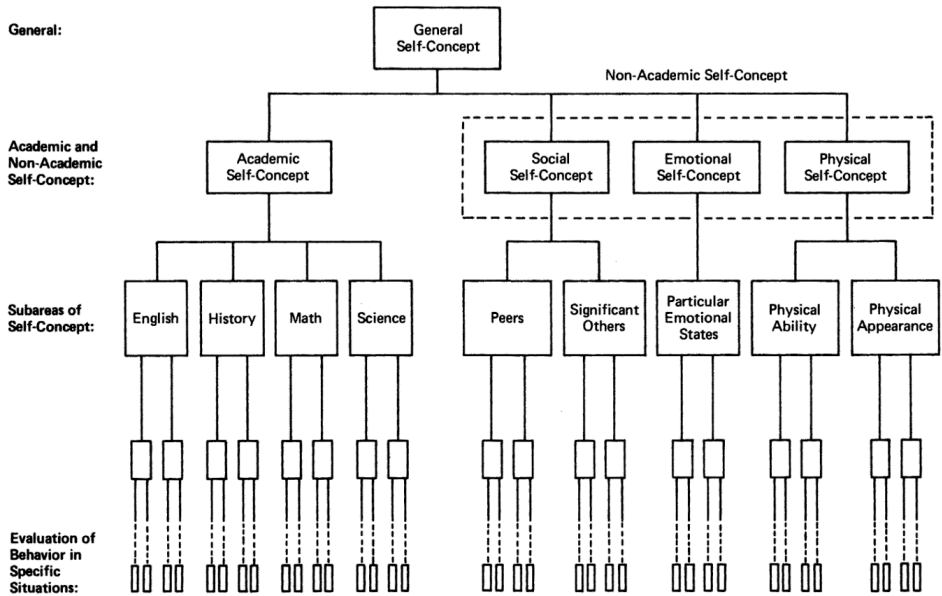 General:
General
Self-Concept
Non-Academic Self-Concept
Academic and
Non-Academic
Self-Concept:
Academic
Self-Concept
Social
Self-Concept
Emotional
Self-Concept
Physical
Self-Concept
Subareas of
Self-Concept:
English
History
Math
Science
Peers
Significant
Others
Particular
Emotional
States
Physical
Ability
Physical
Appearance
Evaluation of
Behavior in
Specific
Situations: